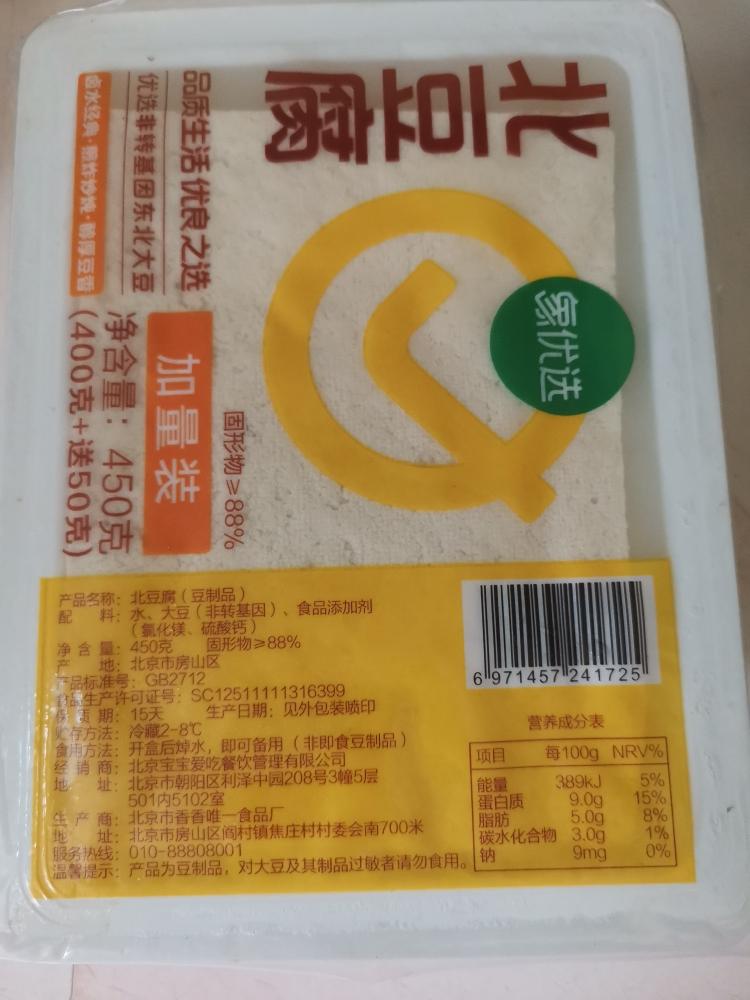 北豆腐
象优选
品质生活 优良之选
优选非转基因东北大豆
卤水经典·煎炸炒炖·醇厚豆香
固形物≥88%
加量装
净含量：450克
(400克+送50克)
产品名称：北豆腐（豆制品）
配 料：水、大豆（非转基因）、食品添加剂
（氯化镁、硫酸钙）
净 含 量：450克 固形物≥88%
产 地：北京市房山区
产品标准号：GB2712
食品生产许可证号：SC12511111316399
保 质 期：15天 生产日期：见外包装喷印
贮存方法：冷藏2-8℃
食用方法：开盒后焯水，即可备用（非即食豆制品）
经 销 商：北京宝宝爱吃餐饮管理有限公司
地 址：北京市朝阳区利泽中园208号3幢5层
501内5102室
生 产 商：北京市香香唯一食品厂
地 址：北京市房山区阎村镇焦庄村村委会南700米
服务热线：010-88808001
温馨提示：产品为豆制品，对大豆及其制品过敏者请勿食用。
6 971457 241725
营养成分表
项目 每100g NRV%
能量 389kJ 5%
蛋白质 9.0g 15%
脂肪 5.0g 8%
碳水化合物 3.0g 1%
钠 9mg 0%